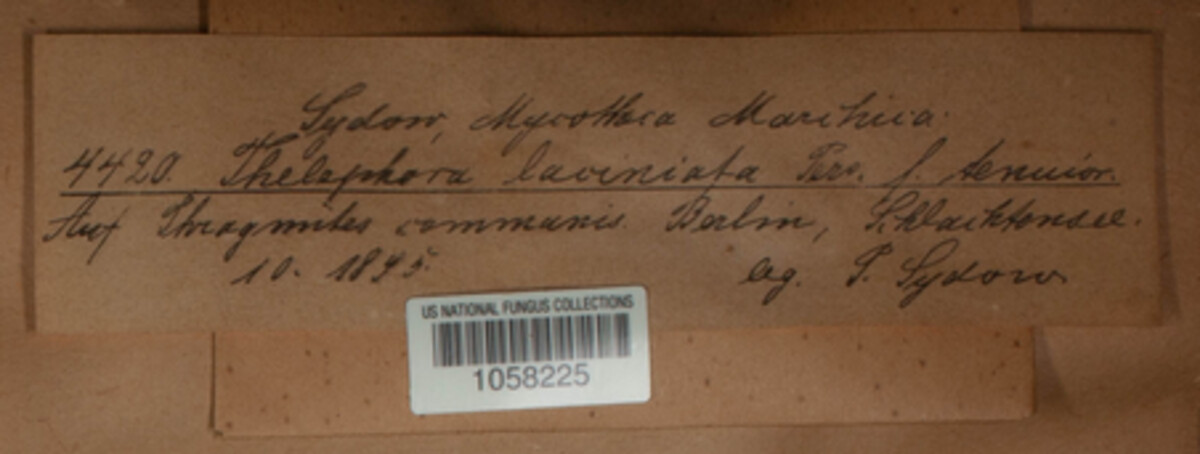 Sydow, Mycotheca Marchica.
4420. Thelephora laciniata Pers. f. tenuior.
Auf Phragmites communis. Berlin, Schlachtensee.
10. 1895. leg. P. Sydow
US NATIONAL FUNGUS COLLECTIONS
1058225